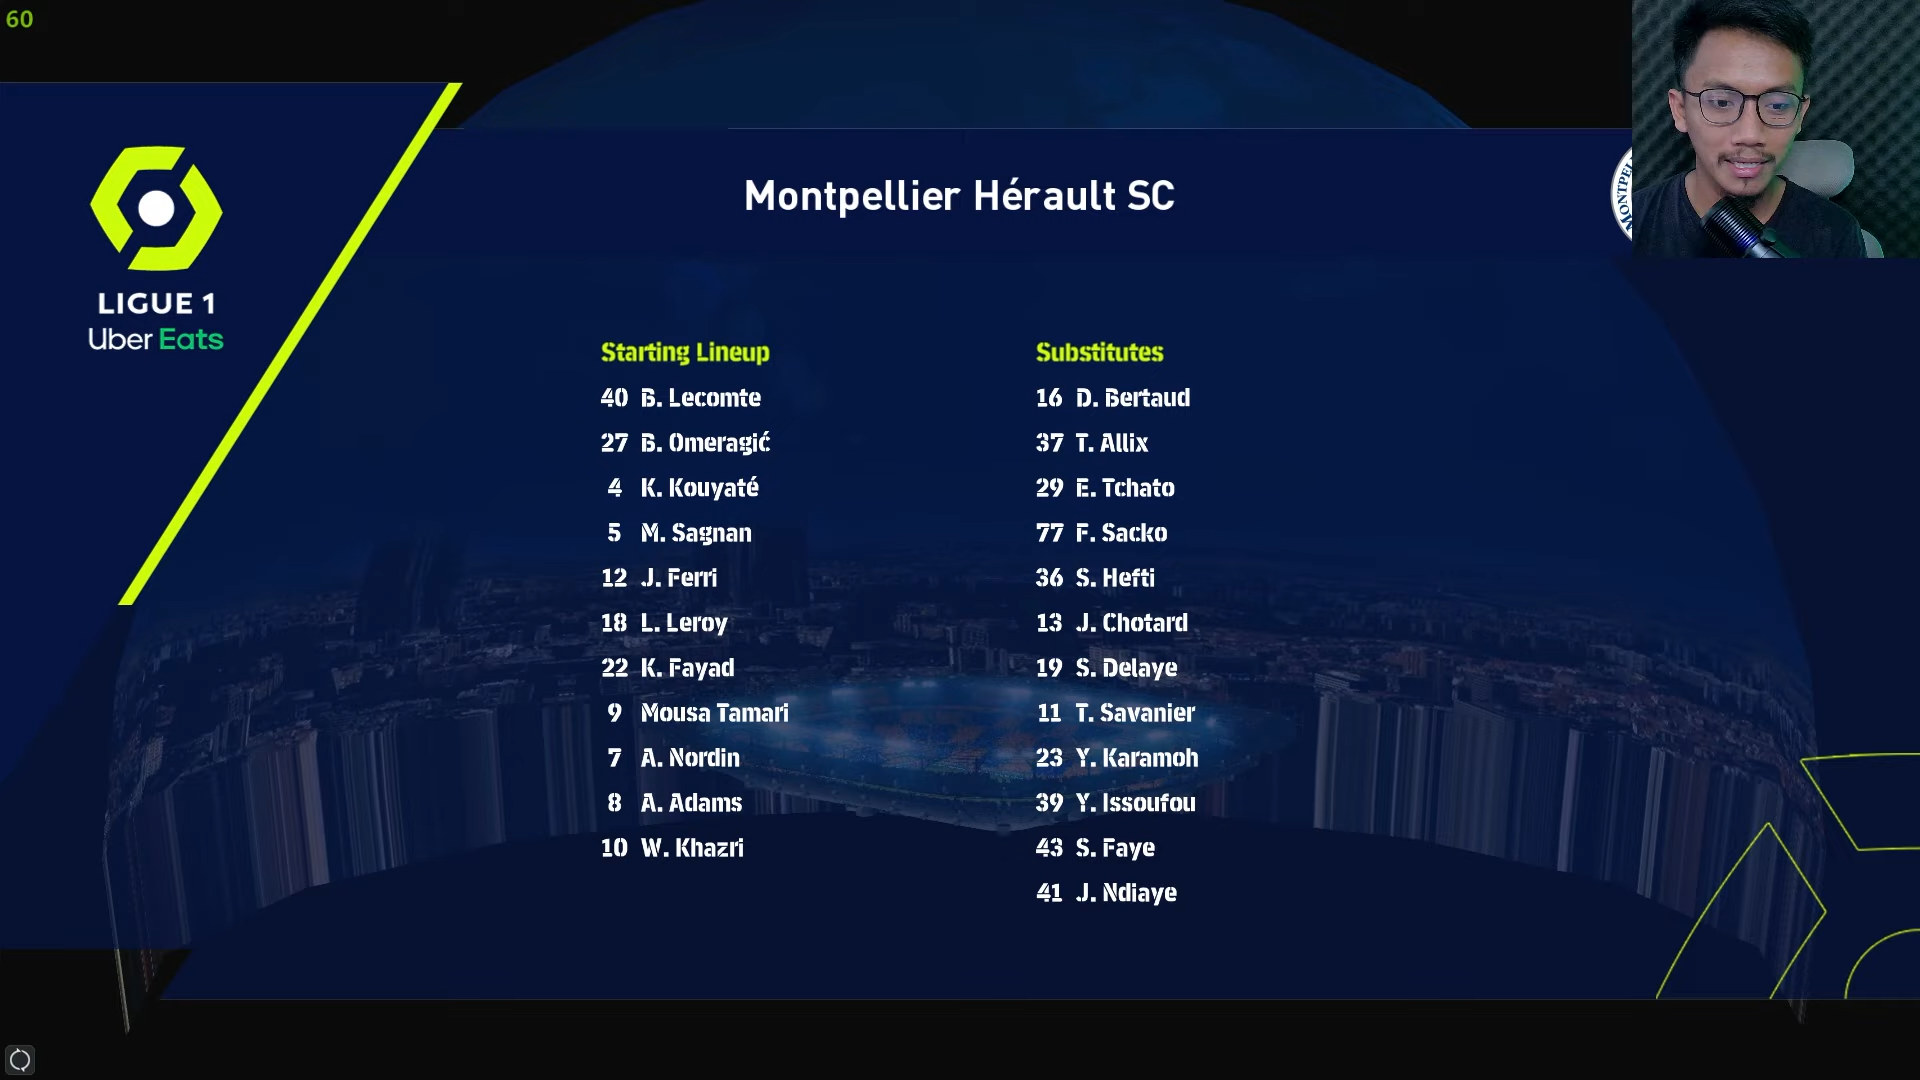 60
LIGUE 1
Uber Eats
Montpellier Hérault SC
Starting Lineup
40 B. Lecomte
27 B. Omeragić
4 K. Kouyaté
5 M. Sagnan
12 J. Ferri
18 L. Leroy
22 K. Fayad
9 Mousa Tamari
7 A. Nordin
8 A. Adams
10 W. Khazri
Substitutes
16 D. Bertaud
37 T. Allix
29 E. Tchato
77 F. Sacko
36 S. Hefti
13 J. Chotard
19 S. Delaye
11 T. Savanier
23 Y. Karamoh
39 Y. Issoufou
43 S. Faye
41 J. Ndiaye